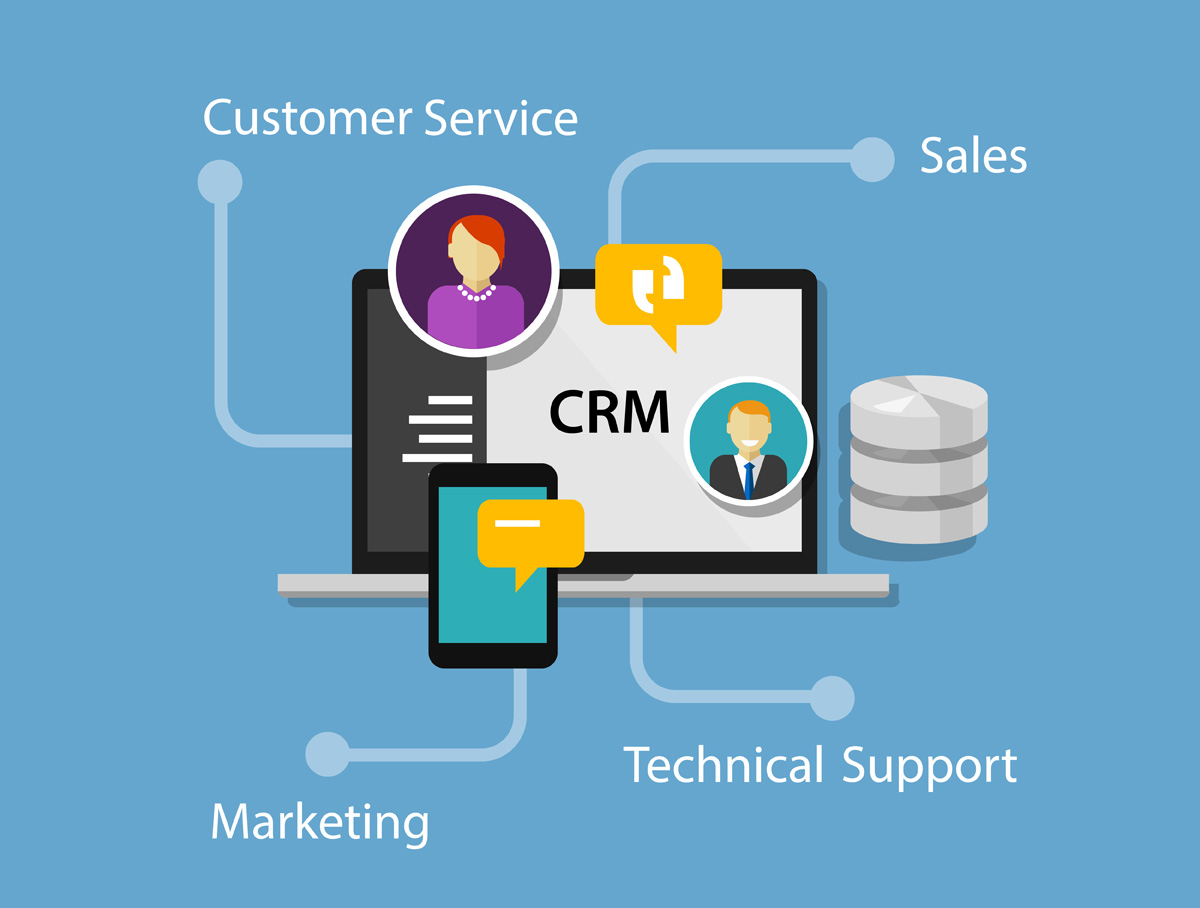 Customer Service
Sales
CRM
Technical Support
Marketing